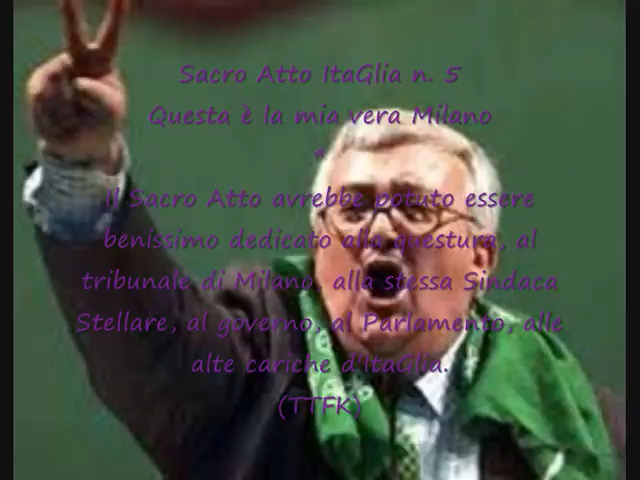 Sacro Atto ItaGlia n. 5
Questa è la mia vera Milano
*
Il Sacro Atto avrebbe potuto essere
benissimo dedicato alla questura, al
tribunale di Milano, alla stessa Sindaca
Stellare, al governo, al Parlamento, alle
alte cariche d'ItaGlia.
(TTFK)